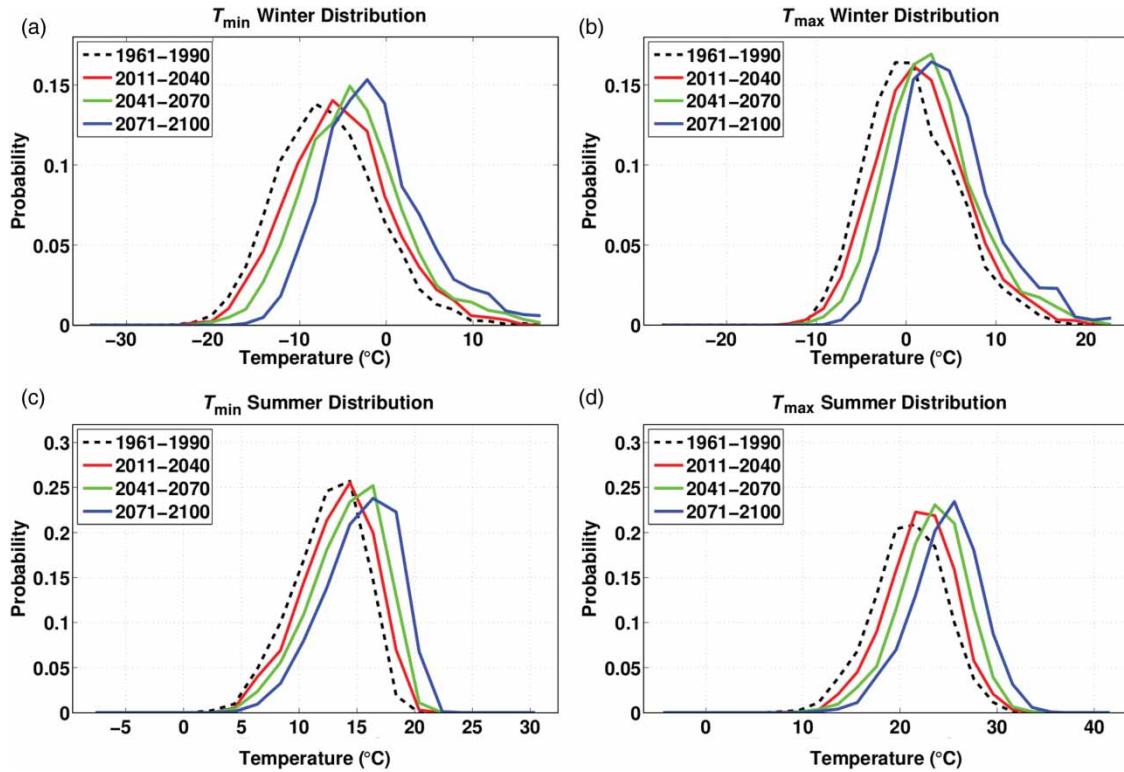 (a)
T_min Winter Distribution
Probability
0.15
0.1
0.05
0
1961−1990
2011−2040
2041−2070
2071−2100
−30 −20 −10 0 10
Temperature (°C)
(b)
T_max Winter Distribution
Probability
0.15
0.1
0.05
0
1961−1990
2011−2040
2041−2070
2071−2100
−20 −10 0 10 20
Temperature (°C)
(c)
T_min Summer Distribution
Probability
0.3
0.25
0.2
0.15
0.1
0.05
0
1961−1990
2011−2040
2041−2070
2071−2100
−5 0 5 10 15 20 25 30
Temperature (°C)
(d)
T_max Summer Distribution
Probability
0.3
0.25
0.2
0.15
0.1
0.05
0
1961−1990
2011−2040
2041−2070
2071−2100
0 10 20 30 40
Temperature (°C)